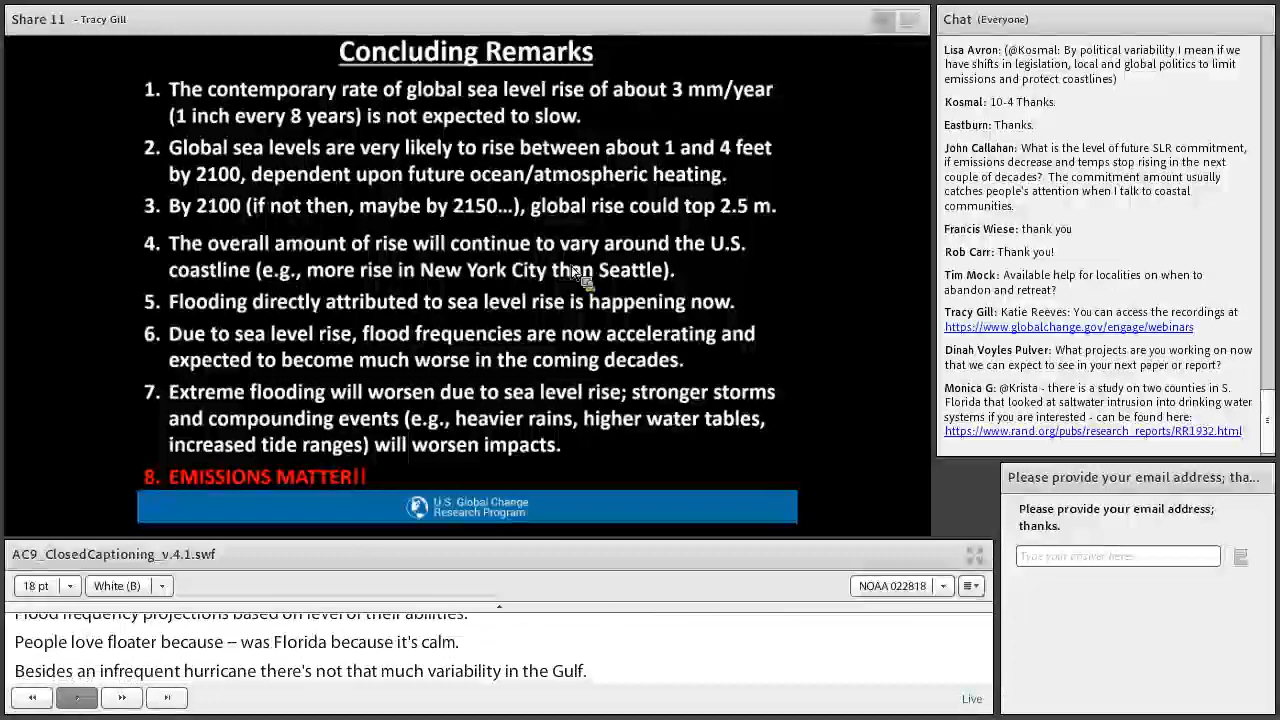 Share 11 - Tracy Gill
Concluding Remarks
1. The contemporary rate of global sea level rise of about 3 mm/year
(1 inch every 8 years) is not expected to slow.
2. Global sea levels are very likely to rise between about 1 and 4 feet
by 2100, dependent upon future ocean/atmospheric heating.
3. By 2100 (if not then, maybe by 2150...), global rise could top 2.5 m.
4. The overall amount of rise will continue to vary around the U.S.
coastline (e.g., more rise in New York City than Seattle).
5. Flooding directly attributed to sea level rise is happening now.
6. Due to sea level rise, flood frequencies are now accelerating and
expected to become much worse in the coming decades.
7. Extreme flooding will worsen due to sea level rise; stronger storms
and compounding events (e.g., heavier rains, higher water tables,
increased tide ranges) will worsen impacts.
8. EMISSIONS MATTER!!
U.S. Global Change
Research Program
Chat (Everyone)
Lisa Avron: (@Kosmal: By political variability I mean if we
have shifts in legislation, local and global politics to limit
emissions and protect coastlines)
Kosmal: 10-4 Thanks.
Eastburn: Thanks.
John Callahan: What is the level of future SLR commitment,
if emissions decrease and temps stop rising in the next
couple of decades? The commitment amount usually
catches people's attention when I talk to coastal
communities.
Francis Wiese: thank you
Rob Carr: Thank you!
Tim Mock: Available help for localities on when to
abandon and retreat?
Tracy Gill: Katie Reeves: You can access the recordings at
https://www.globalchange.gov/engage/webinars
Dinah Voyles Pulver: What projects are you working on now
that we can expect to see in your next paper or report?
Monica G: @Krista - there is a study on two counties in S.
Florida that looked at saltwater intrusion into drinking water
systems if you are interested - can be found here:
https://www.rand.org/pubs/research_reports/RR1932.html
Please provide your email address; tha...
Please provide your email address;
thanks.
Type your answer here.
AC9_ClosedCaptioning_v.4.1.swf
18 pt White (B) NOAA 022818
Flood frequency projections based on level of their abilities.
People love floater because -- was Florida because it's calm.
Besides an infrequent hurricane there's not that much variability in the Gulf.
Live